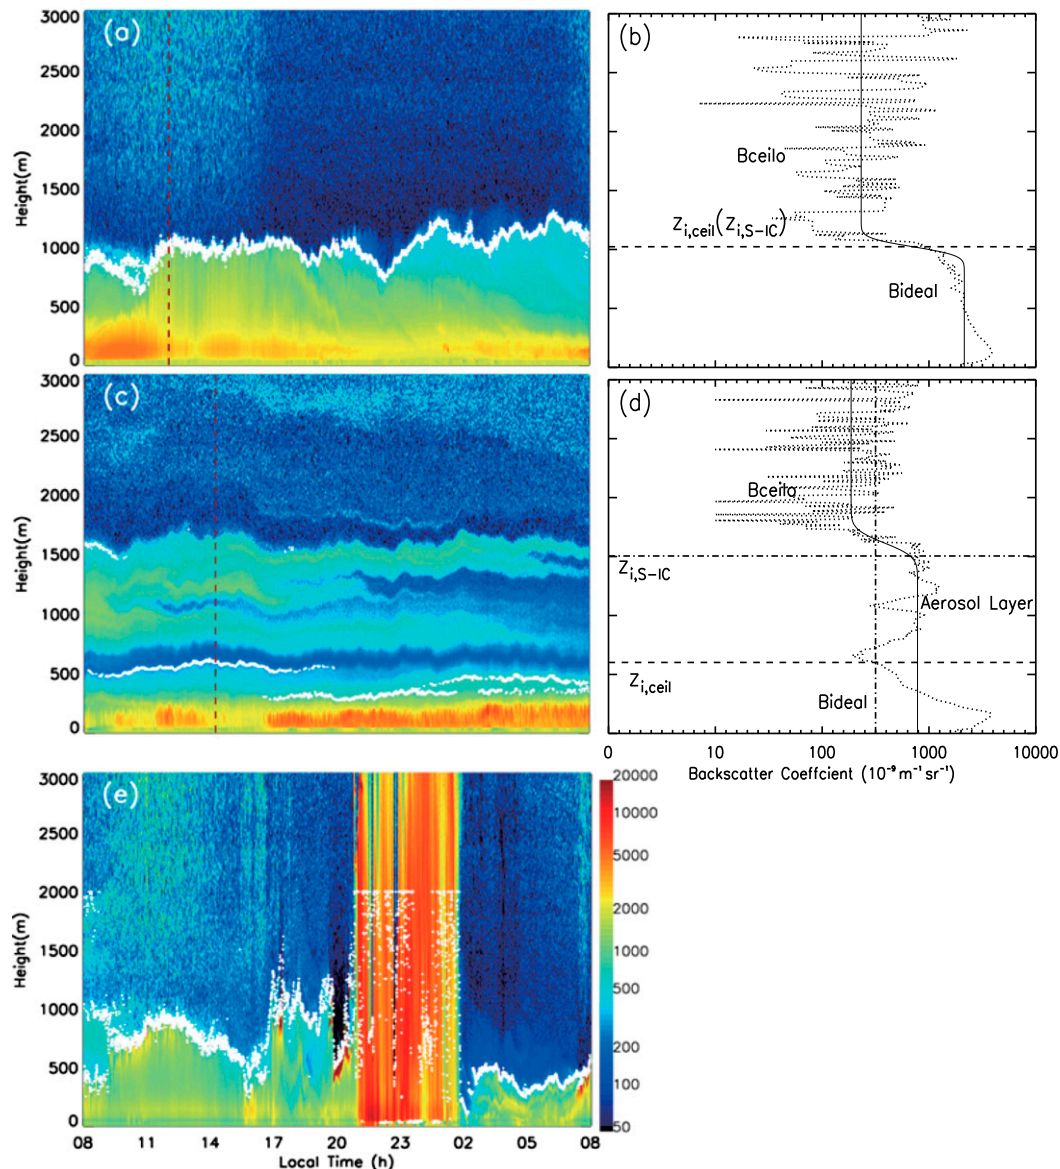 (a)
3000
2500
2000
1500
1000
500
0
Height(m)
(b)
Bceilo
Zi,ceil(Zi,S-IC)
Bideal
(c)
3000
2500
2000
1500
1000
500
0
Height(m)
(d)
Bceilo
Zi,S-IC
Aerosol Layer
Zi,ceil
Bideal
0 10 100 1000 10000
Backscatter Coeffcient (10⁻⁹ m⁻¹ sr⁻¹)
(e)
3000
2500
2000
1500
1000
500
0
Height(m)
08 11 14 17 20 23 02 05 08
Local Time (h)
20000
10000
5000
2000
1000
500
200
100
50